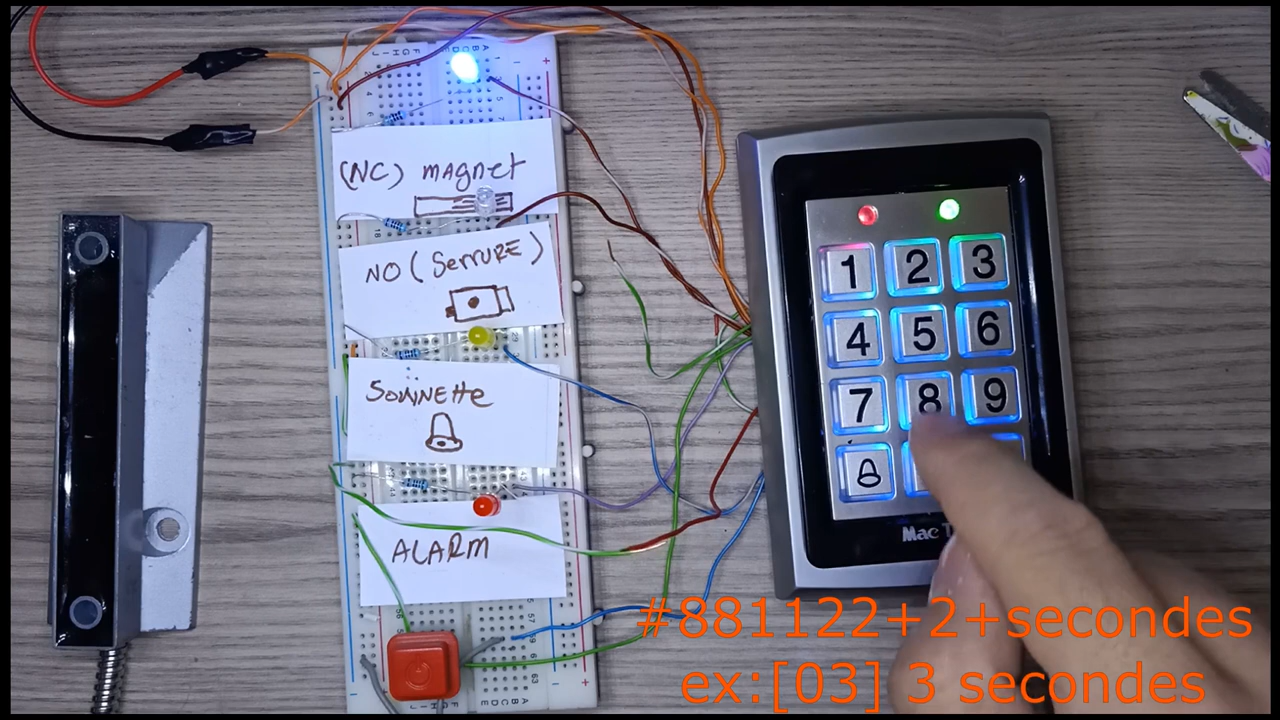 (NC) magnet
NO (Serrure)
Sonnette
ALARM
1 2 3
4 5 6
7 8 9
Mac T
#881122+2+secondes
ex:[03] 3 secondes